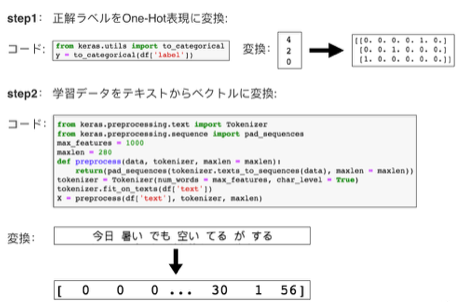 step1: 正解ラベルをOne-Hot表現に変換:
コード:
from keras.utils import to_categorical
y = to_categorical(df['label'])
変換:
4
2
0
[[0. 0. 0. 0. 1. 0.]
[0. 0. 1. 0. 0. 0.]
[1. 0. 0. 0. 0. 0.]]
step2: 学習データをテキストからベクトルに変換:
コード:
from keras.preprocessing.text import Tokenizer
from keras.preprocessing.sequence import pad_sequences
max_features = 1000
maxlen = 280
def preprocess(data, tokenizer, maxlen = maxlen):
return(pad_sequences(tokenizer.texts_to_sequences(data), maxlen = maxlen))
tokenizer = Tokenizer(num_words = max_features, char_level = True)
tokenizer.fit_on_texts(df['text'])
X = preprocess(df['text'], tokenizer, maxlen)
変換:
今日 暑い でも 空い てる が する
[ 0 0 0 ... 30 1 56]